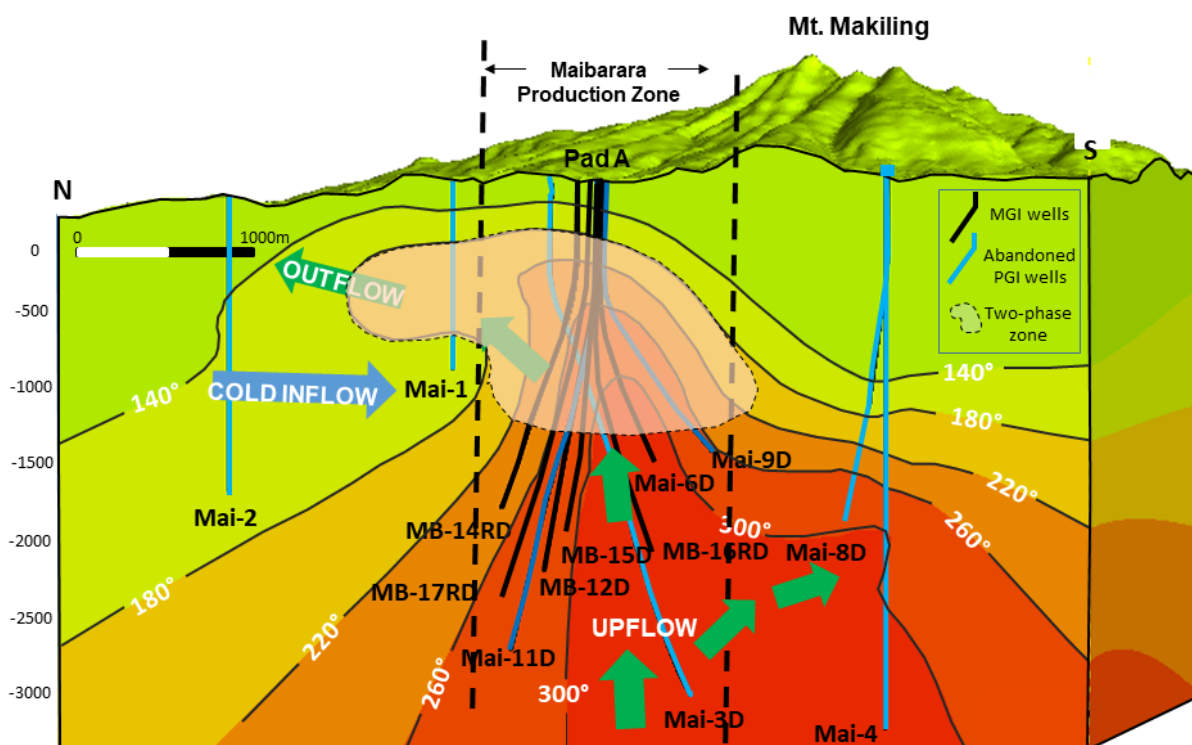 Mt. Makiling
Maibarara
Production Zone
Pad A
N
S
MGI wells
Abandoned
PGI wells
Two-phase
zone
0
1000m
0
-500
-1000
-1500
-2000
-2500
-3000
OUTFLOW
COLD INFLOW
Mai-1
Mai-2
140°
180°
220°
260°
300°
140°
180°
220°
260°
300°
Mai-9D
Mai-6D
MB-14RD
MB-15D
MB-16RD
Mai-8D
MB-17RD
MB-12D
UPFLOW
Mai-11D
Mai-3D
Mai-4